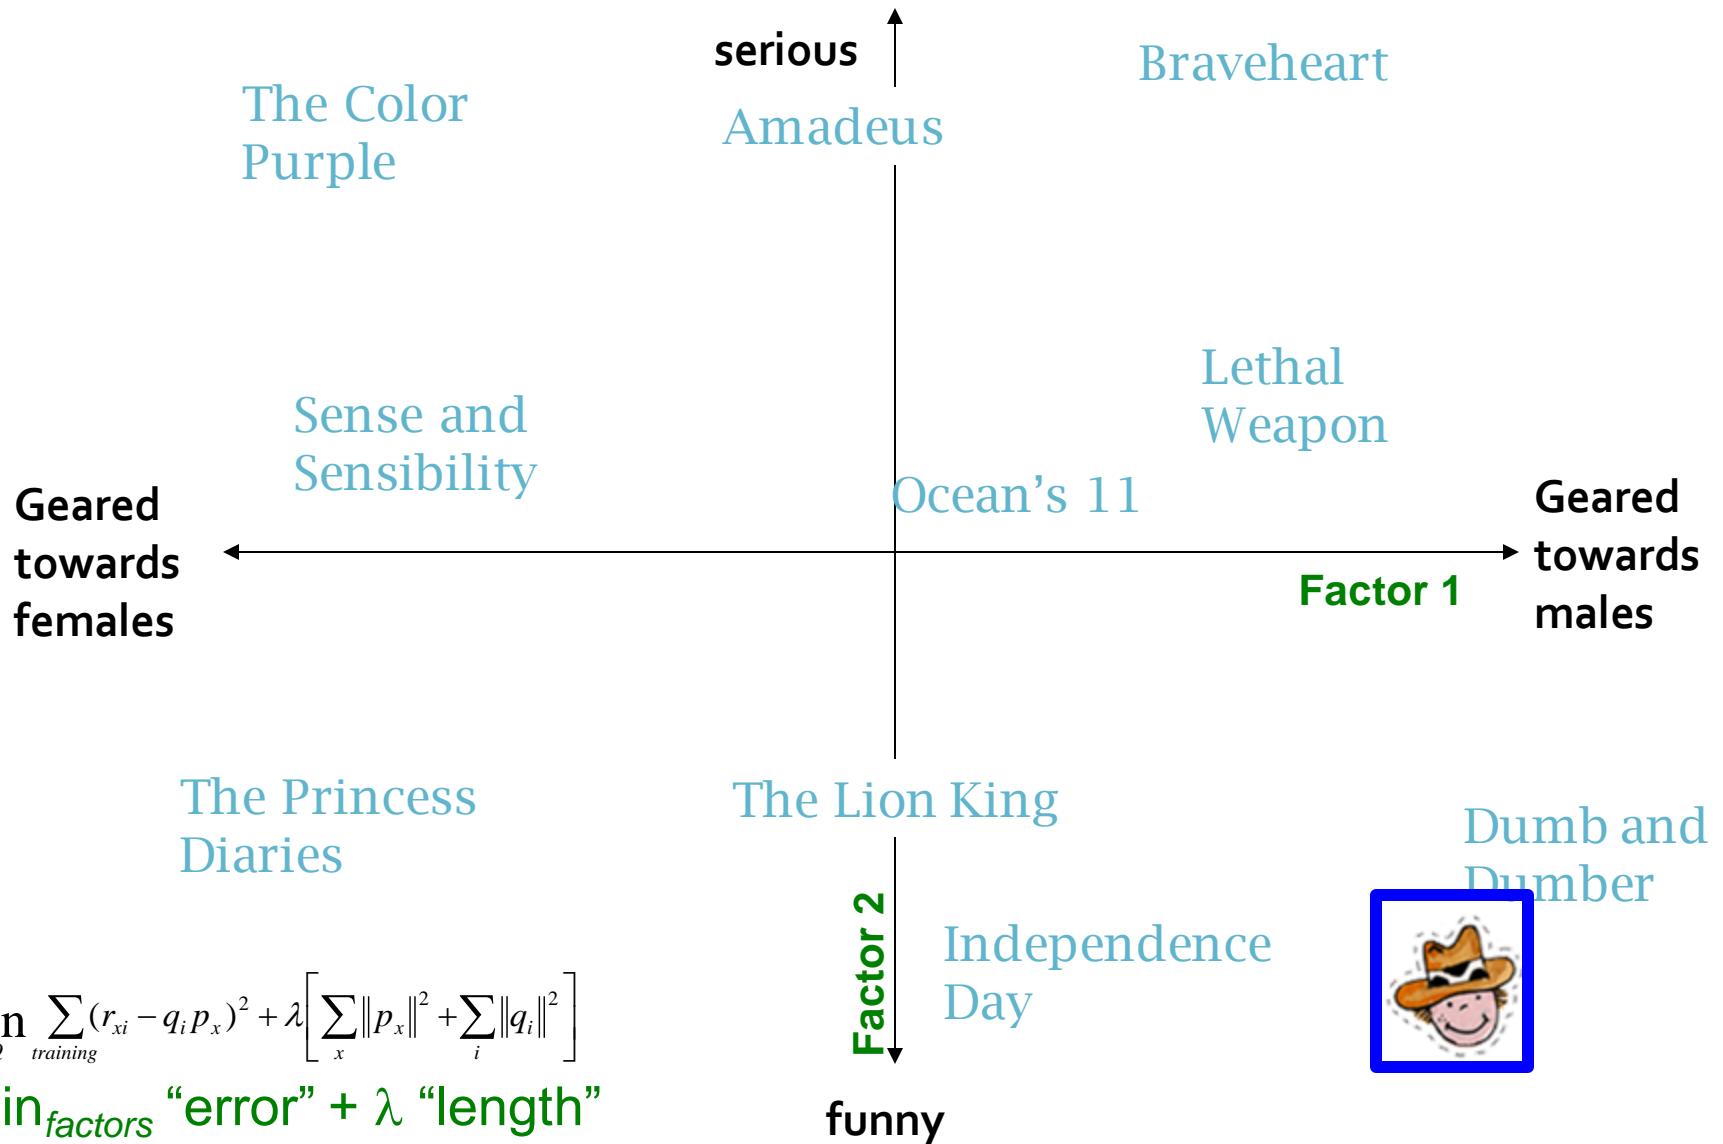 serious
Braveheart
The Color
Purple
Amadeus
Lethal
Weapon
Sense and
Sensibility
Ocean’s 11
Geared
towards
females
Geared
towards
males
Factor 1
The Princess
Diaries
The Lion King
Dumb and
Dumber
Factor 2
Independence
Day
n ∑ training (r_xi − q_i p_x)² + λ[∑ x ‖p_x‖² + ∑ i ‖q_i‖²]
in factors “error” + λ “length”
funny